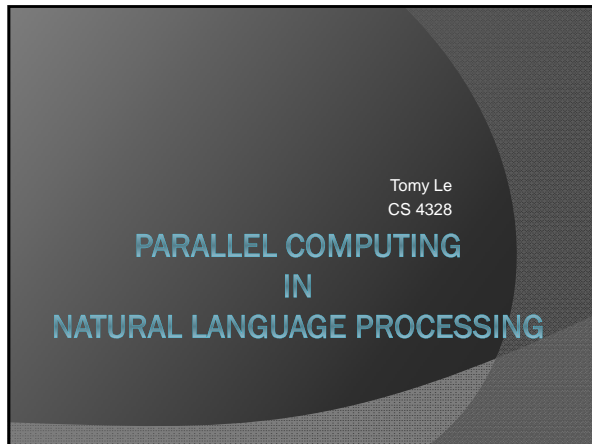 Tomy Le
CS 4328
PARALLEL COMPUTING
IN
NATURAL LANGUAGE PROCESSING